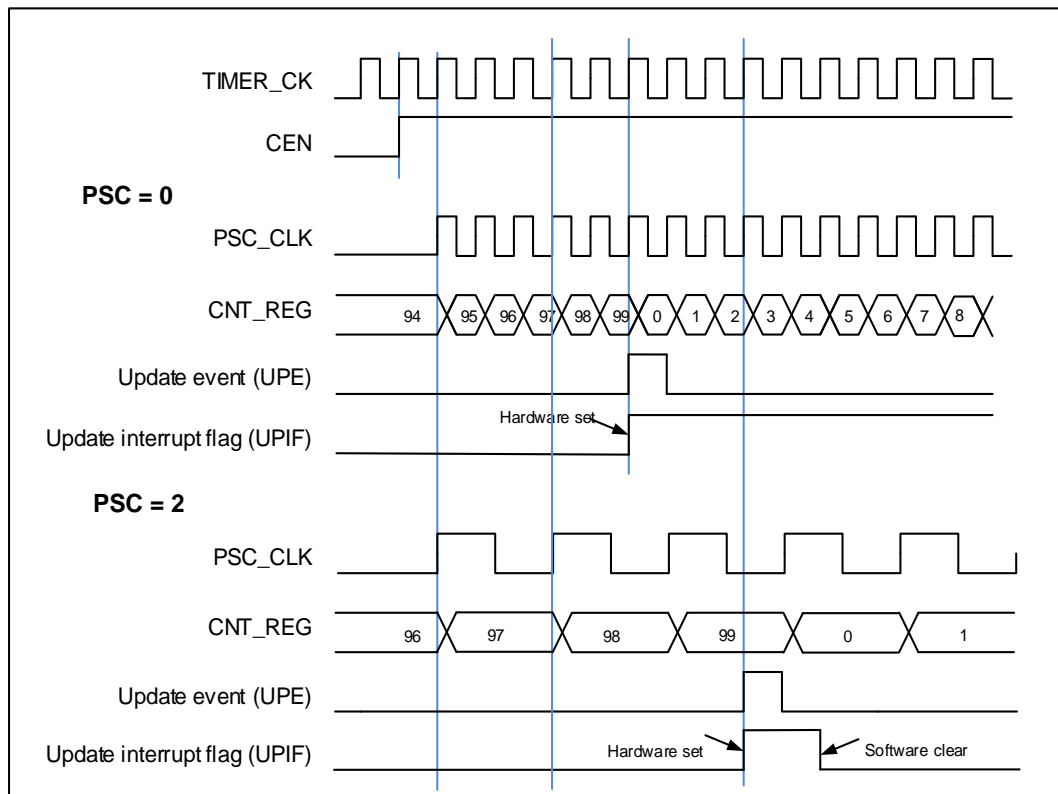 TIMER_CK
CEN
PSC = 0
PSC_CLK
CNT_REG 94 95 96 97 98 99 0 1 2 3 4 5 6 7 8
Update event (UPE)
Hardware set
Update interrupt flag (UPIF)
PSC = 2
PSC_CLK
CNT_REG 96 97 98 99 0 1
Update event (UPE)
Update interrupt flag (UPIF) Hardware set Software clear